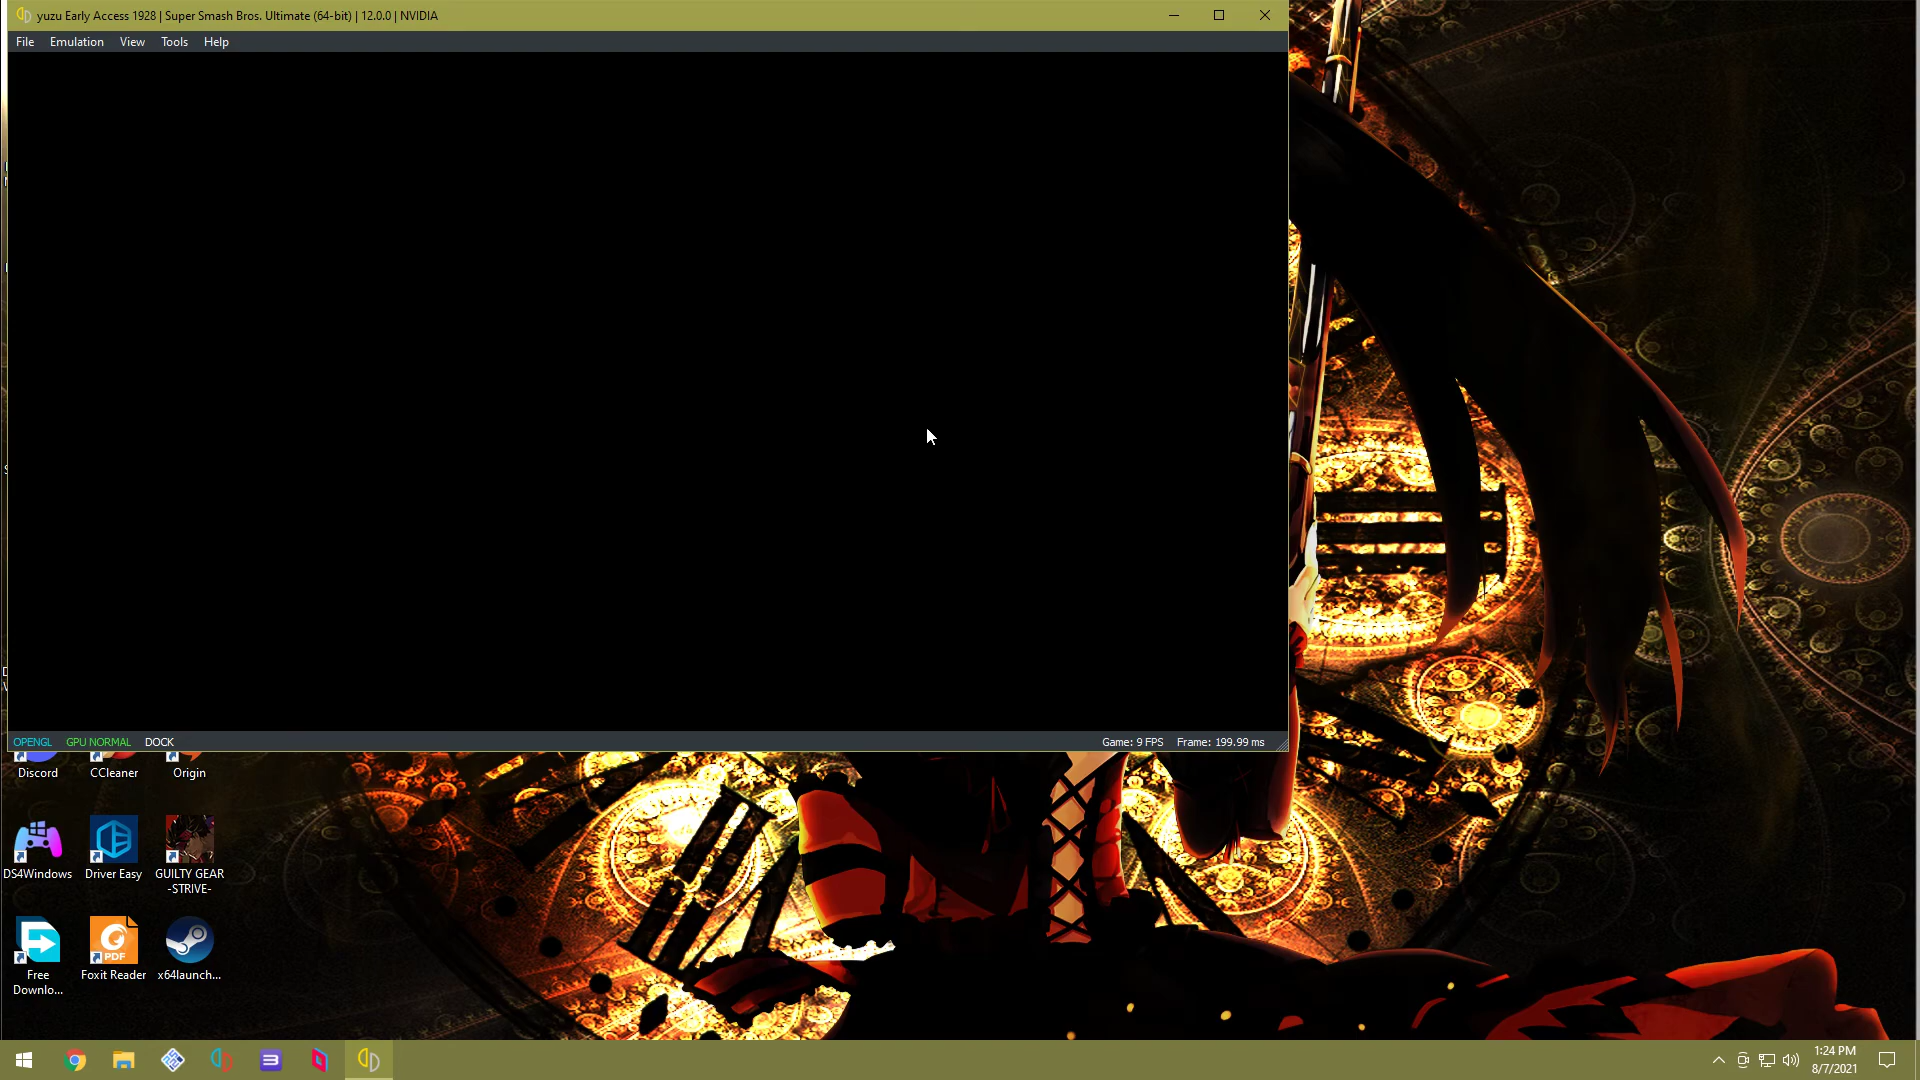 yuzu Early Access 1928 | Super Smash Bros. Ultimate (64-bit) | 12.0.0 | NVIDIA
File Emulation View Tools Help
OPENGL GPU NORMAL DOCK Game: 9 FPS Frame: 199.99 ms
Discord CCleaner Origin
DS4Windows Driver Easy GUILTY GEAR
-STRIVE-
PDF
Free Foxit Reader x64launch...
Downlo...
1:24 PM
8/7/2021